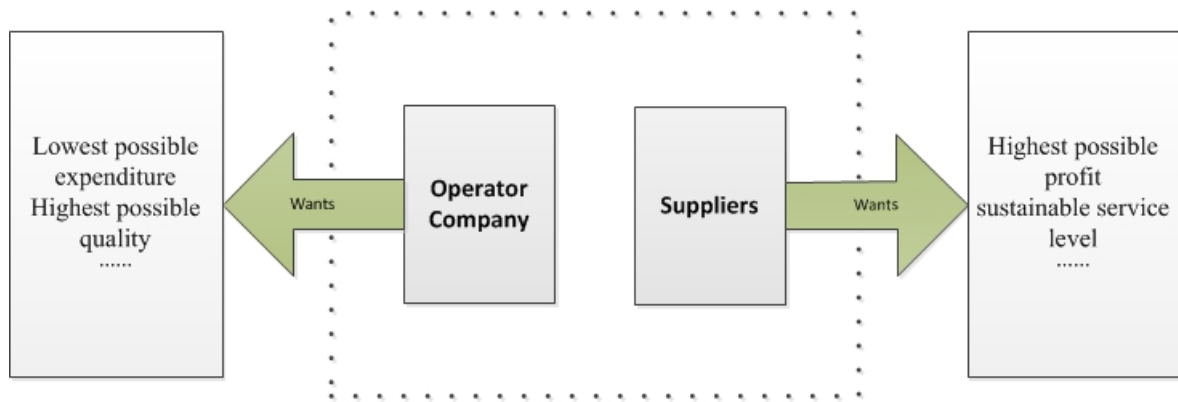 Lowest possible
expenditure
Highest possible
quality
......
Wants
Operator
Company
Suppliers
Wants
Highest possible
profit
sustainable service
level
......